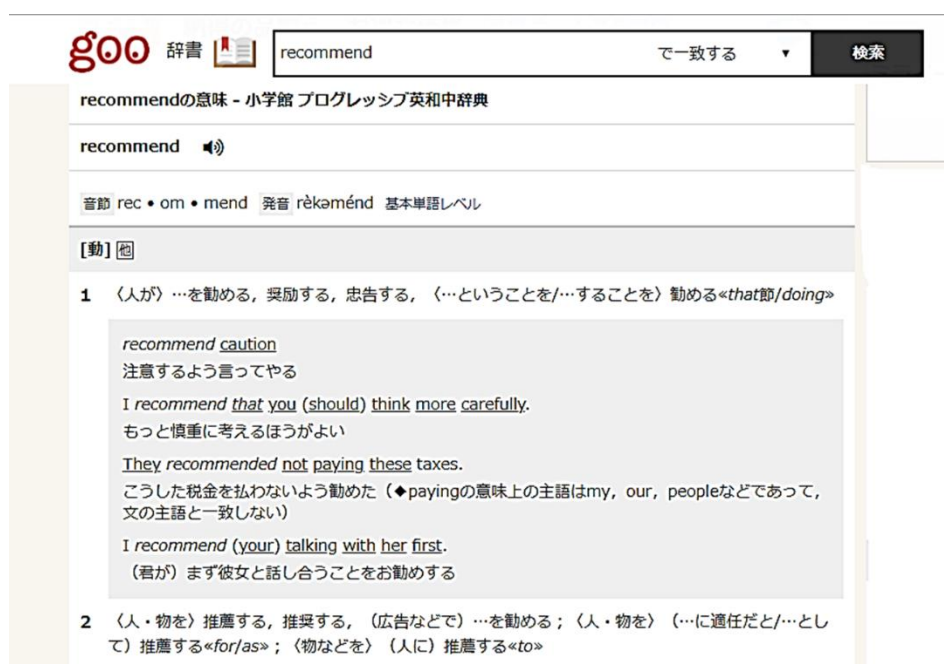 goo 辞書 recommend で一致する ▼ 検索
recommendの意味 - 小学館 プログレッシブ英和中辞典
recommend
音節 rec • om • mend 発音 rèkəménd 基本単語レベル
[動] 他
1 〈人が〉…を勧める，奨励する，忠告する，〈…ということを/…することを〉勧める«that節/doing»
recommend caution
注意するよう言ってやる
I recommend that you (should) think more carefully.
もっと慎重に考えるほうがよい
They recommended not paying these taxes.
こうした税金を払わないよう勧めた（◆payingの意味上の主語はmy，our，peopleなどであって，
文の主語と一致しない）
I recommend (your) talking with her first.
（君が）まず彼女と話し合うことをお勧めする
2 〈人・物を〉推薦する，推奨する，（広告などで）…を勧める；〈人・物を〉（…に適任だと/…とし
て）推薦する«for/as»；〈物などを〉（人に）推薦する«to»